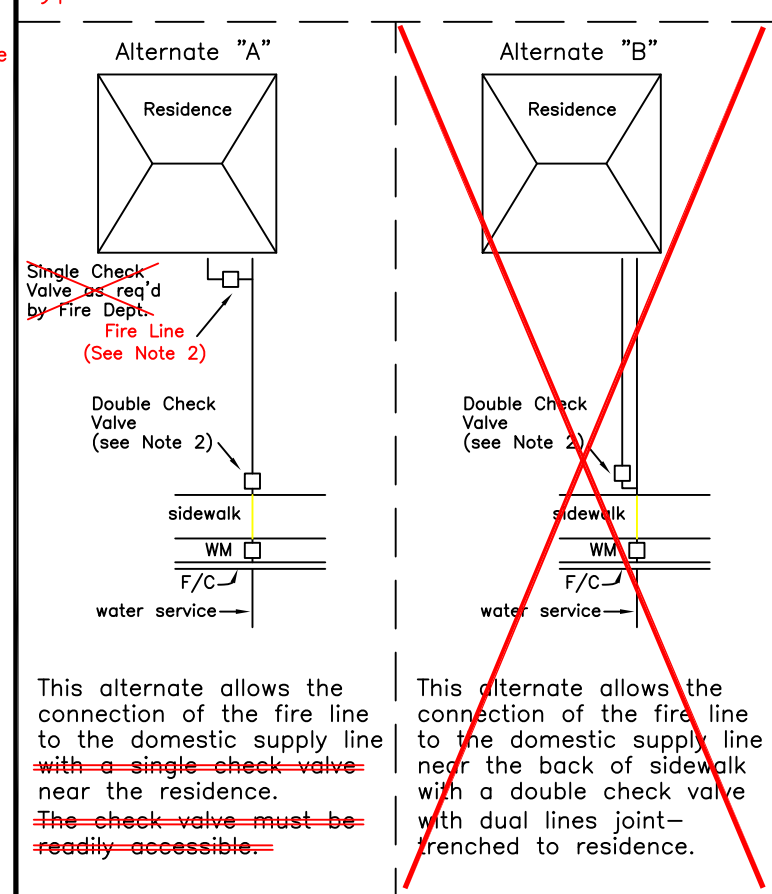 Alternate "A"
Residence
Single Check
Valve as req'd
by Fire Dept.
Fire Line
(See Note 2)
Double Check
Valve
(see Note 2)
sidewalk
WM
F/C
water service
This alternate allows the
connection of the fire line
to the domestic supply line
with a single check valve
near the residence.
The check valve must be
readily accessible.
Alternate "B"
Residence
Double Check
Valve
(see Note 2)
sidewalk
WM
F/C
water service
This alternate allows the
connection of the fire line
to the domestic supply line
near the back of sidewalk
with a double check valve
with dual lines joint-
trenched to residence.